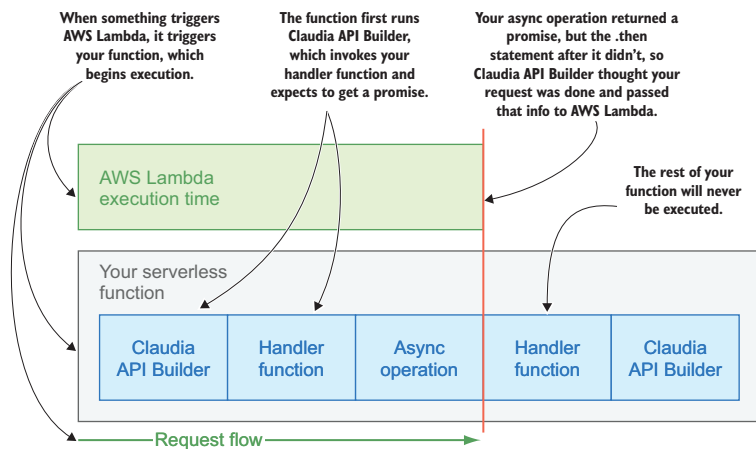 When something triggers
AWS Lambda, it triggers
your function, which
begins execution.
The function first runs
Claudia API Builder,
which invokes your
handler function and
expects to get a promise.
Your async operation returned a
promise, but the .then
statement after it didn't, so
Claudia API Builder thought your
request was done and passed
that info to AWS Lambda.
The rest of your
function will never
be executed.
AWS Lambda
execution time
Your serverless
function
Claudia
API Builder
Handler
function
Async
operation
Handler
function
Claudia
API Builder
Request flow